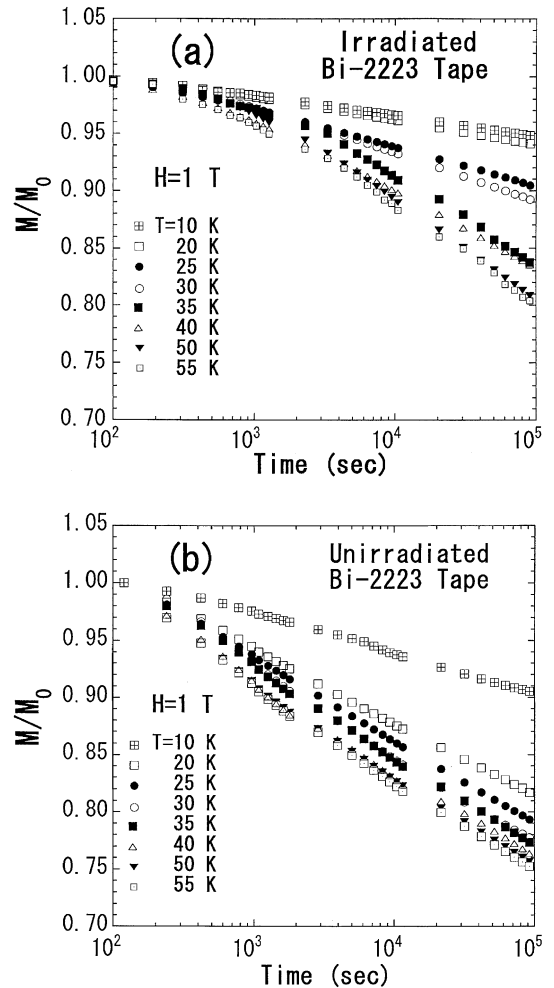 1.05
(a)
Irradiated
Bi-2223 Tape
1.00
0.95
0.90
0.85
0.80
0.75
0.70
M/M0
H=1 T
T=10 K
20 K
25 K
30 K
35 K
40 K
50 K
55 K
10^2 10^3 10^4 10^5
Time (sec)
1.05
(b)
Unirradiated
Bi-2223 Tape
1.00
0.95
0.90
0.85
0.80
0.75
0.70
M/M0
H=1 T
T=10 K
20 K
25 K
30 K
35 K
40 K
50 K
55 K
10^2 10^3 10^4 10^5
Time (sec)